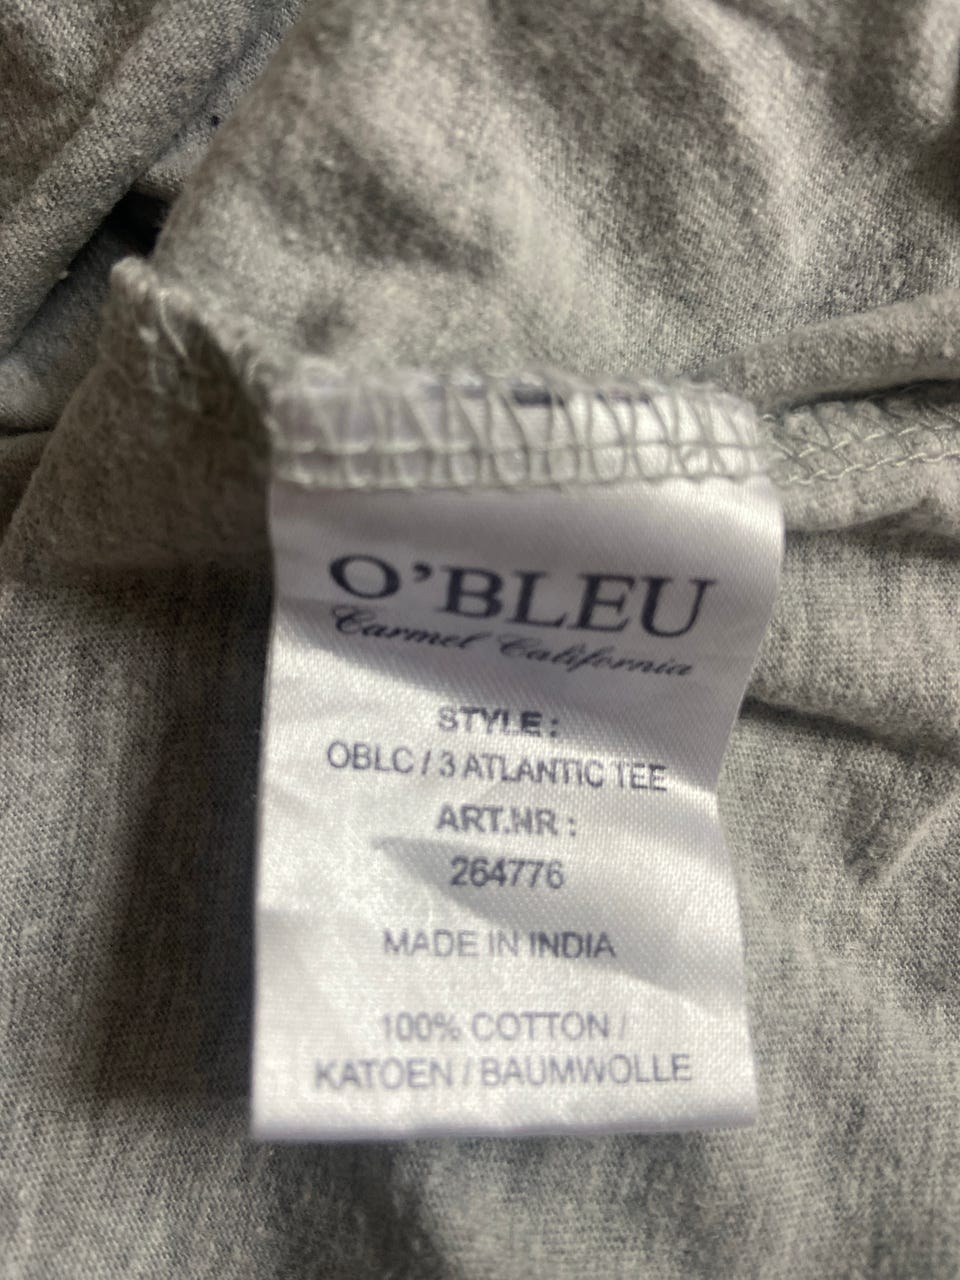 O'BLEU
Carmel California
STYLE:
OBLC / 3 ATLANTIC TEE
ART.NR :
264776
MADE IN INDIA
100% COTTON /
KATOEN / BAUMWOLLE